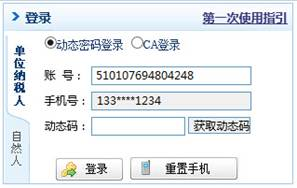 登录 第一次使用指引
单位纳税人
自然人
动态密码登录 CA登录
账 号： 510107694804248
手机号： 133****1234
动态码： 获取动态码
登录 重置手机